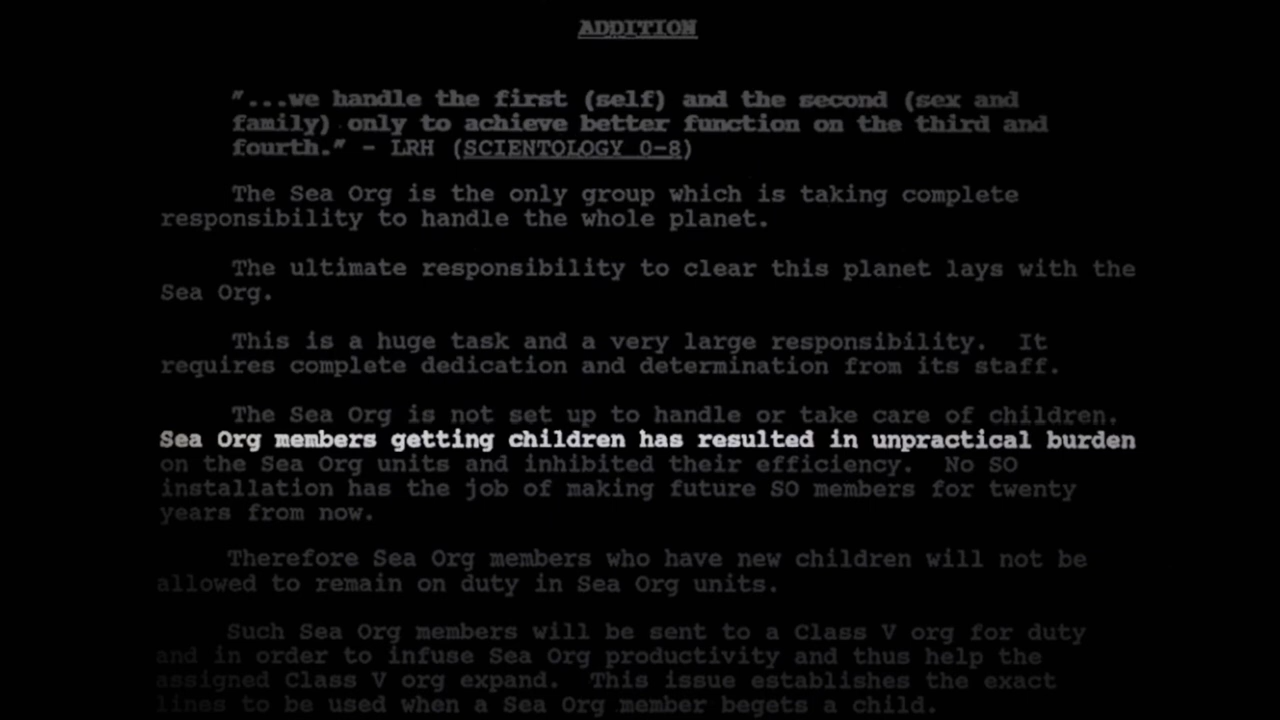 ADDITION
"...we handle the first (self) and the second (sex and
family) only to achieve better function on the third and
fourth." - LRH (SCIENTOLOGY 0-8)
The Sea Org is the only group which is taking complete
responsibility to handle the whole planet.
The ultimate responsibility to clear this planet lays with the
Sea Org.
This is a huge task and a very large responsibility. It
requires complete dedication and determination from its staff.
The Sea Org is not set up to handle or take care of children.
Sea Org members getting children has resulted in unpractical burden
on the Sea Org units and inhibited their efficiency. No SO
installation has the job of making future SO members for twenty
years from now.
Therefore Sea Org members who have new children will not be
allowed to remain on duty in Sea Org units.
Such Sea Org members will be sent to a Class V org for duty
and in order to infuse Sea Org productivity and thus help the
assigned Class V org expand. This issue establishes the exact
lines to be used when a Sea Org member begets a child.